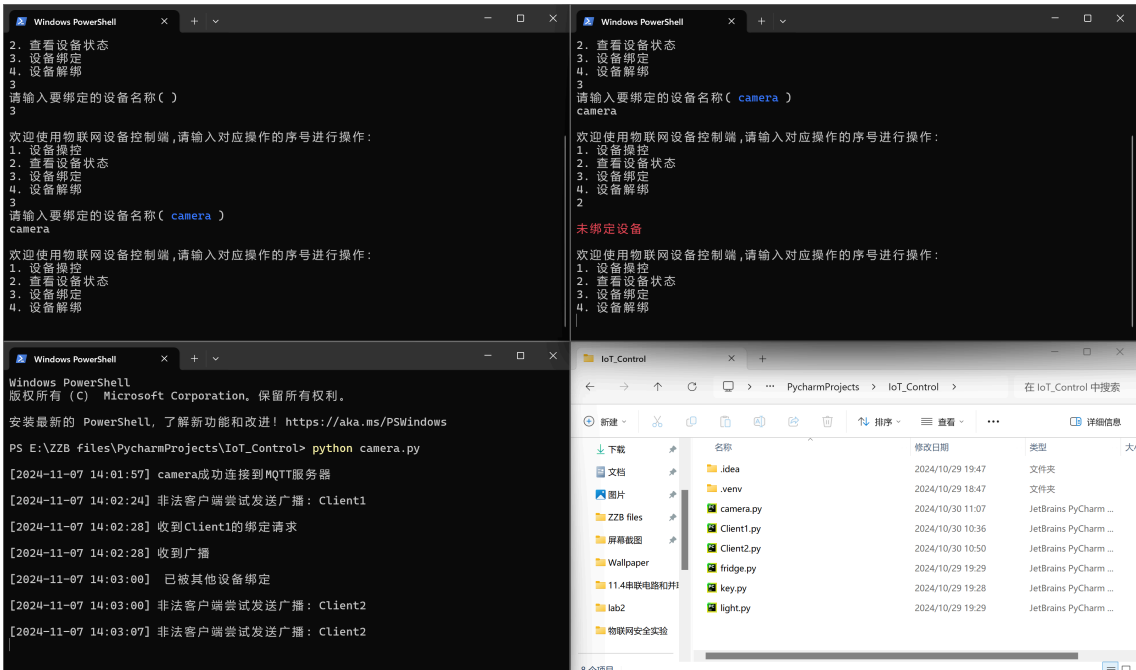 Windows PowerShell
2. 查看设备状态
3. 设备绑定
4. 设备解绑
3
请输入要绑定的设备名称( )
3
欢迎使用物联网设备控制端,请输入对应操作的序号进行操作:
1. 设备操控
2. 查看设备状态
3. 设备绑定
4. 设备解绑
3
请输入要绑定的设备名称( camera )
camera
欢迎使用物联网设备控制端,请输入对应操作的序号进行操作:
1. 设备操控
2. 查看设备状态
3. 设备绑定
4. 设备解绑
Windows PowerShell
2. 查看设备状态
3. 设备绑定
4. 设备解绑
3
请输入要绑定的设备名称( camera )
camera
欢迎使用物联网设备控制端,请输入对应操作的序号进行操作:
1. 设备操控
2. 查看设备状态
3. 设备绑定
4. 设备解绑
2
未绑定设备
欢迎使用物联网设备控制端,请输入对应操作的序号进行操作:
1. 设备操控
2. 查看设备状态
3. 设备绑定
4. 设备解绑
Windows PowerShell
Windows PowerShell
版权所有 (C) Microsoft Corporation。保留所有权利。
安装最新的 PowerShell,了解新功能和改进!https://aka.ms/PSWindows
PS E:\ZZB files\PycharmProjects\IoT_Control> python camera.py
[2024-11-07 14:01:57] camera成功连接到MQTT服务器
[2024-11-07 14:02:24] 非法客户端尝试发送广播: Client1
[2024-11-07 14:02:28] 收到Client1的绑定请求
[2024-11-07 14:02:28] 收到广播
[2024-11-07 14:03:00]  已被其他设备绑定
[2024-11-07 14:03:00] 非法客户端尝试发送广播: Client2
[2024-11-07 14:03:07] 非法客户端尝试发送广播: Client2
IoT_Control
PycharmProjects > IoT_Control > 在 IoT_Control 中搜索
新建 排序 查看 ··· 详细信息
下载
文档
图片
ZZB files
屏幕截图
Wallpaper
11.4串联电路和并
lab2
物联网安全实验
名称 修改日期 类型 大
.idea 2024/10/29 19:47 文件夹
.venv 2024/10/29 18:47 文件夹
camera.py 2024/10/30 11:07 JetBrains PyCharm ...
Client1.py 2024/10/30 10:36 JetBrains PyCharm ...
Client2.py 2024/10/30 10:50 JetBrains PyCharm ...
fridge.py 2024/10/29 19:29 JetBrains PyCharm ...
key.py 2024/10/29 19:28 JetBrains PyCharm ...
light.py 2024/10/29 19:29 JetBrains PyCharm ...
8 个项目